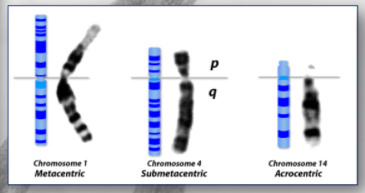 p
q
Chromosome 1
Metacentric
Chromosome 4
Submetacentric
Chromosome 14
Acrocentric